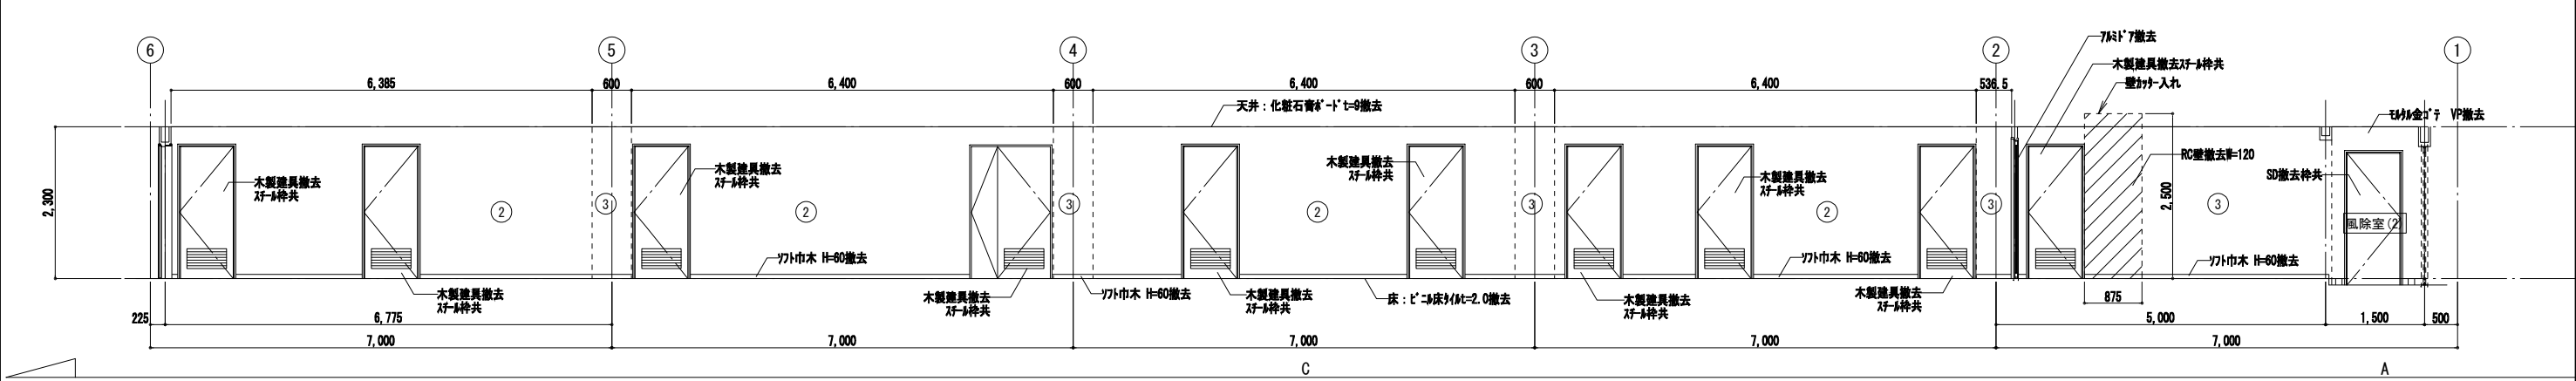 6 5 4 3 2 1
6,385 600 6,400 600 6,400 600 6,400 536.5
ｱﾙﾐﾄﾞｱ撤去
木製建具撤去ｽﾁｰﾙ枠共
壁ｶｯﾀｰ入れ
天井：化粧石膏ﾎﾞｰﾄﾞt=9撤去
ﾓﾙﾀﾙ金ｺﾞﾃ VP撤去
2,300
木製建具撤去
ｽﾁｰﾙ枠共
木製建具撤去
ｽﾁｰﾙ枠共
木製建具撤去
ｽﾁｰﾙ枠共
木製建具撤去
ｽﾁｰﾙ枠共
RC壁撤去W=120
SD撤去枠共
2,500
2 3 2 3 2 3 2 3 3
風除室(2)
ｿﾌﾄ巾木 H=60撤去
ｿﾌﾄ巾木 H=60撤去
ｿﾌﾄ巾木 H=60撤去
木製建具撤去
ｽﾁｰﾙ枠共
木製建具撤去
ｽﾁｰﾙ枠共
ｿﾌﾄ巾木 H=60撤去
木製建具撤去
ｽﾁｰﾙ枠共
床：ﾋﾞﾆﾙ床ﾀｲﾙt=2.0撤去
木製建具撤去
ｽﾁｰﾙ枠共
木製建具撤去
ｽﾁｰﾙ枠共
875
225 6,775 5,000 1,500 500
7,000 7,000 7,000 7,000 7,000
C A